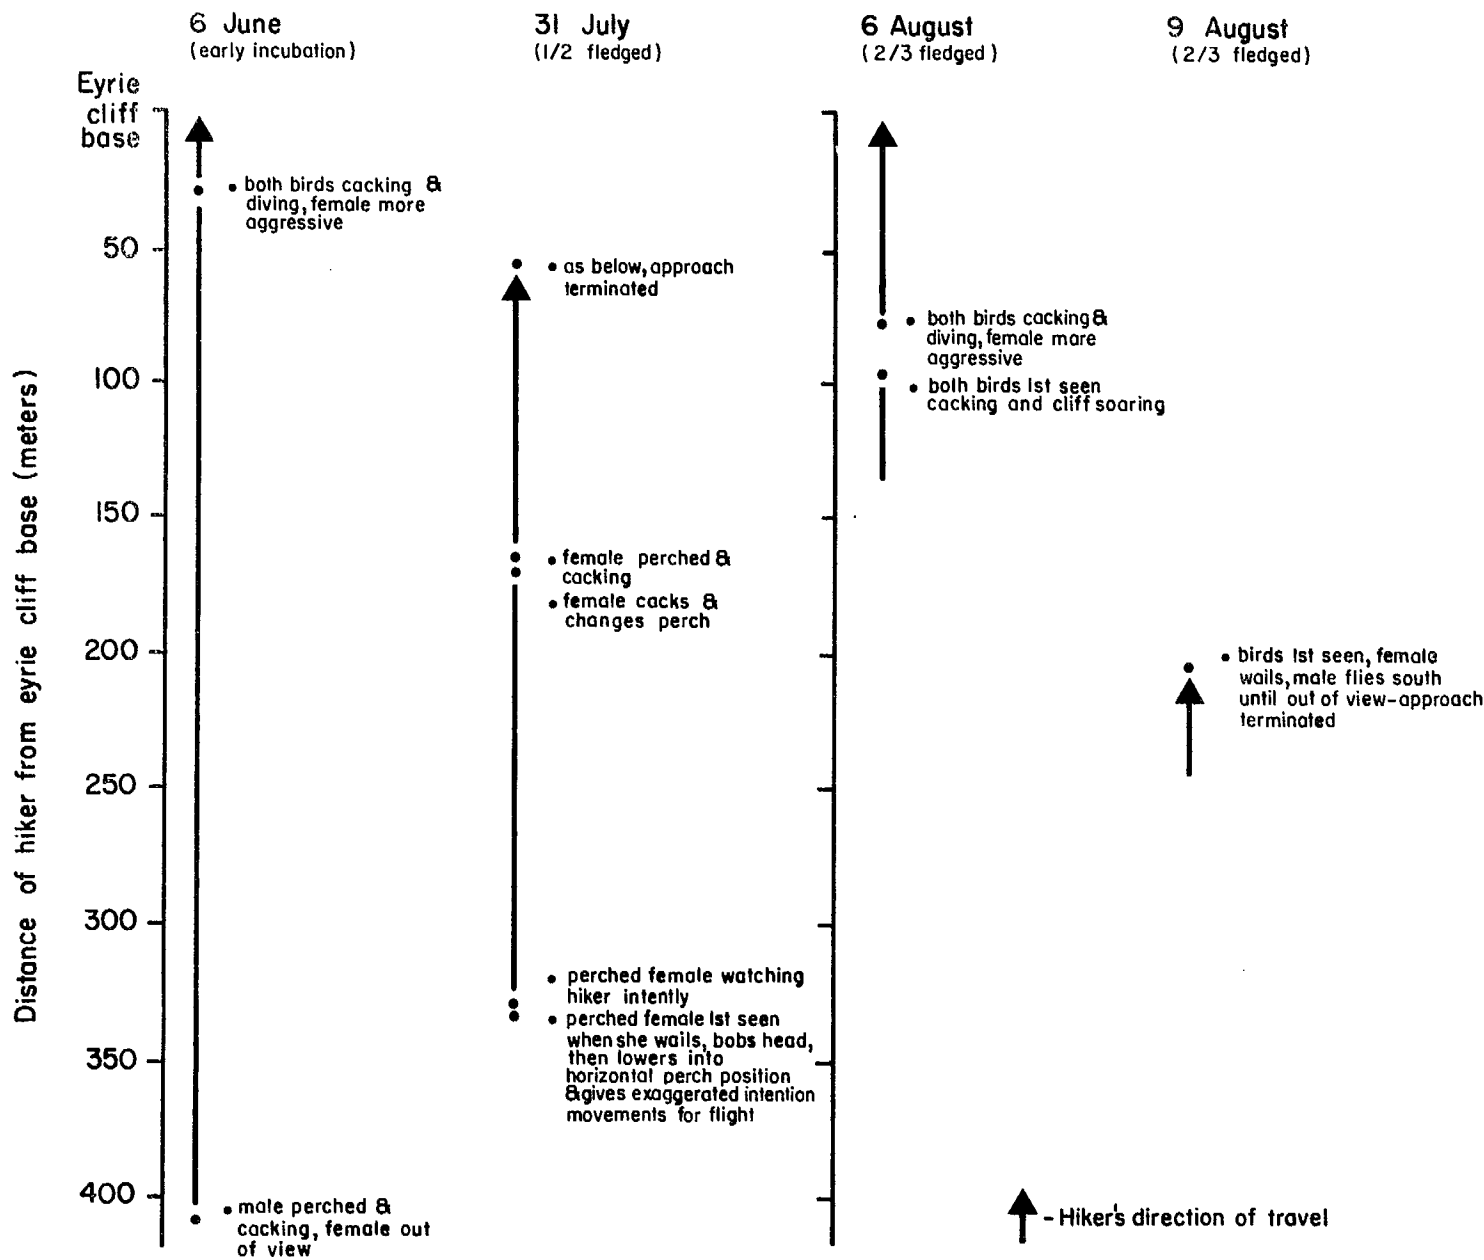 6 June
(early incubation)
31 July
(1/2 fledged)
6 August
(2/3 fledged)
9 August
(2/3 fledged)
Eyrie
cliff
base
50
100
150
200
250
300
350
400
Distance of hiker from eyrie cliff base (meters)
• both birds cacking &
diving, female more
aggressive
• male perched &
cacking, female out
of view
• as below, approach
terminated
• female perched &
cacking
• female cacks &
changes perch
• perched female watching
hiker intently
• perched female 1st seen
when she wails, bobs head,
then lowers into
horizontal perch position
& gives exaggerated intention
movements for flight
• both birds cacking &
diving, female more
aggressive
• both birds 1st seen
cacking and cliff soaring
• birds 1st seen, female
wails, male flies south
until out of view-approach
terminated
- Hiker's direction of travel